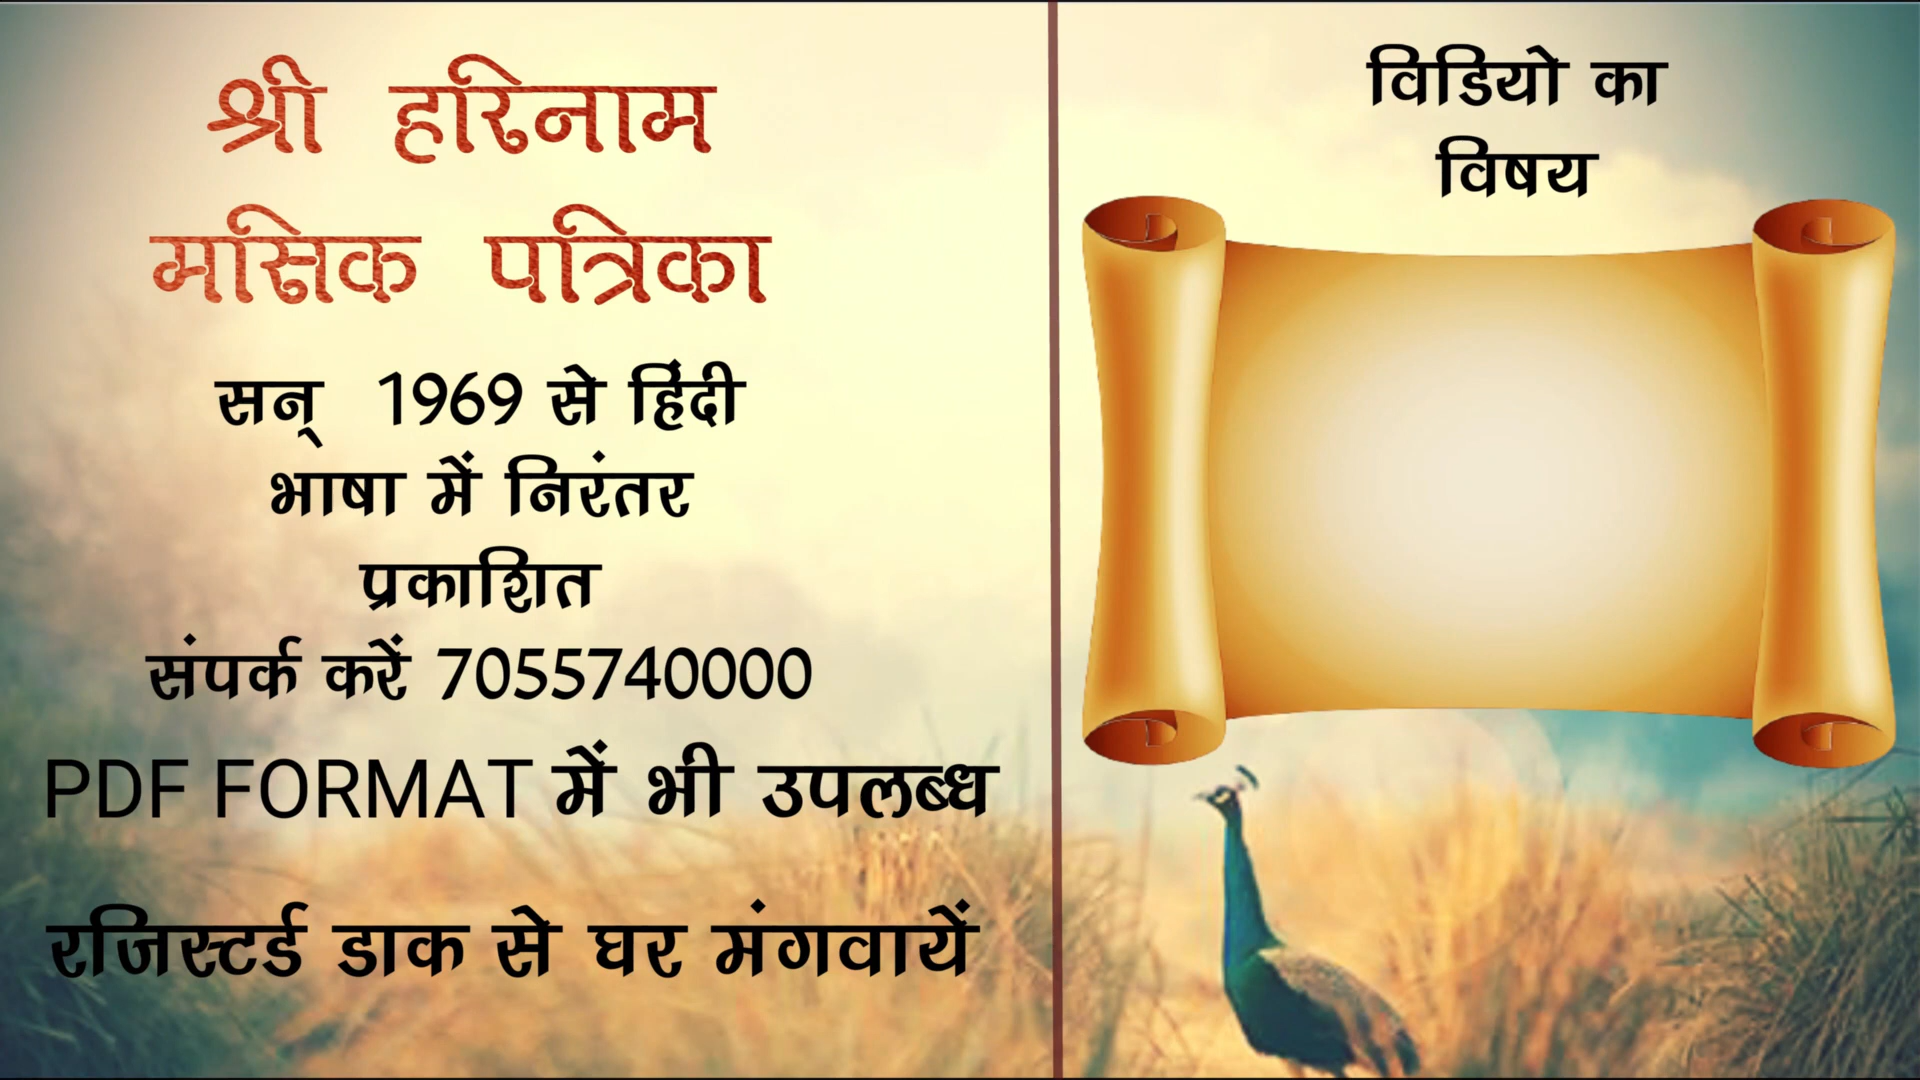 श्री हरिनाम
मासिक पत्रिका
सन् 1969 से हिंदी
भाषा में निरंतर
प्रकाशित
संपर्क करें 7055740000
PDF FORMAT में भी उपलब्ध
रजिस्टर्ड डाक से घर मंगवायें
विडियो का
विषय